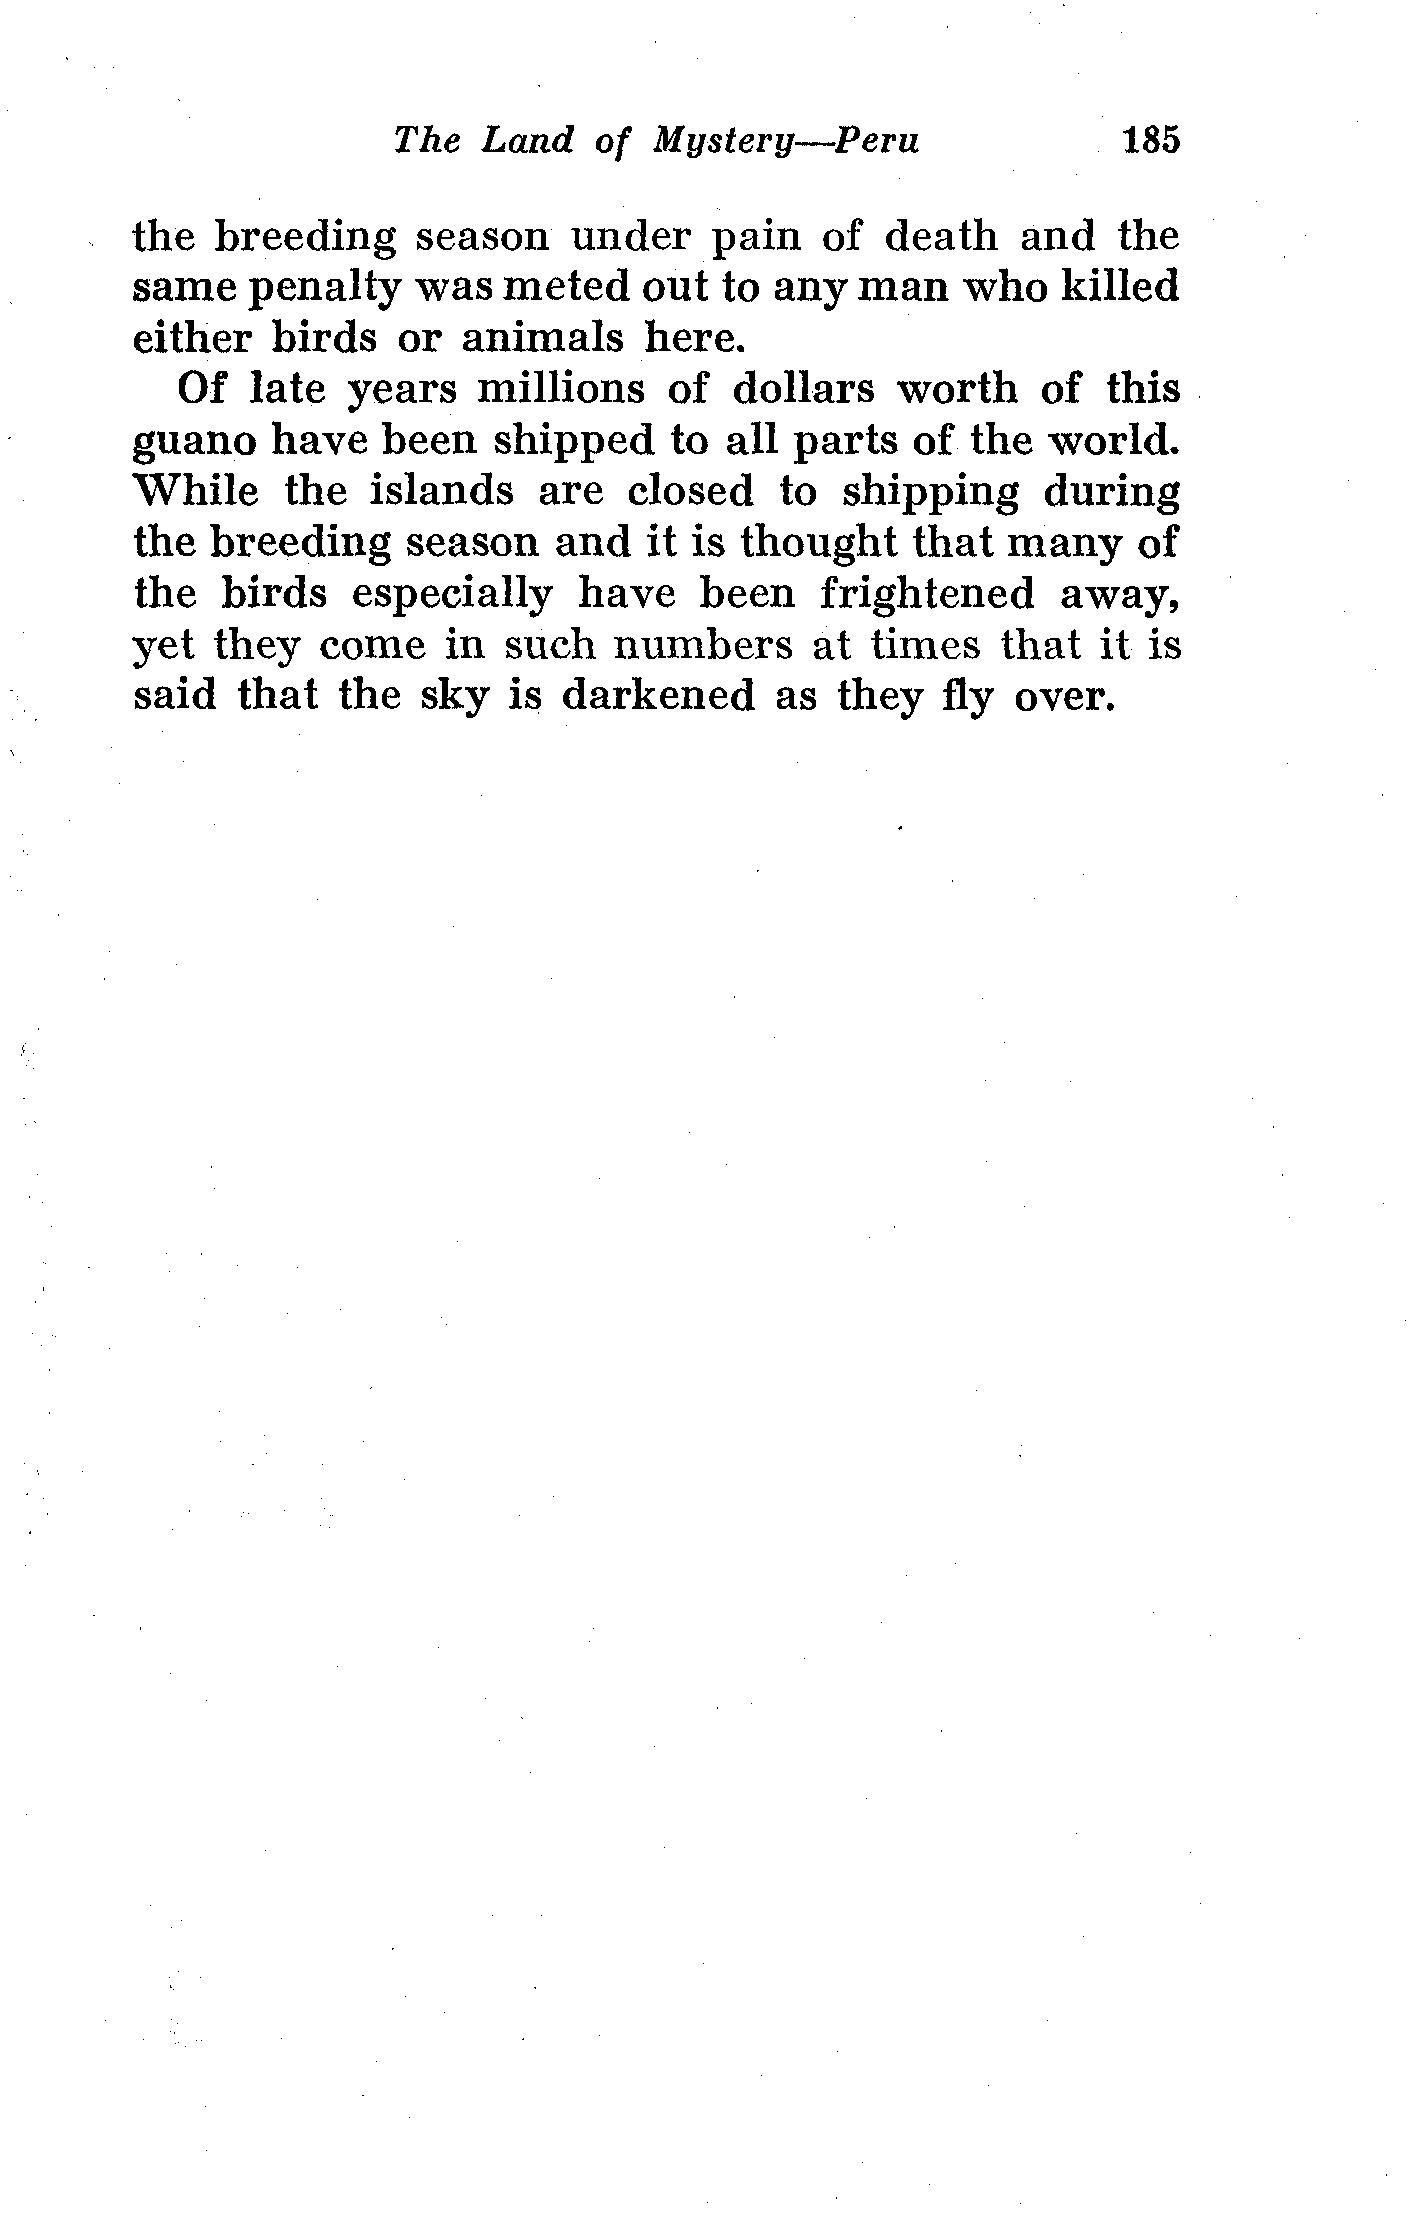 The Land of Mystery—Peru 185
the breeding season under pain of death and the
same penalty was meted out to any man who killed
either birds or animals here.
Of late years millions of dollars worth of this
guano have been shipped to all parts of the world.
While the islands are closed to shipping during
the breeding season and it is thought that many of
the birds especially have been frightened away,
yet they come in such numbers at times that it is
said that the sky is darkened as they fly over.